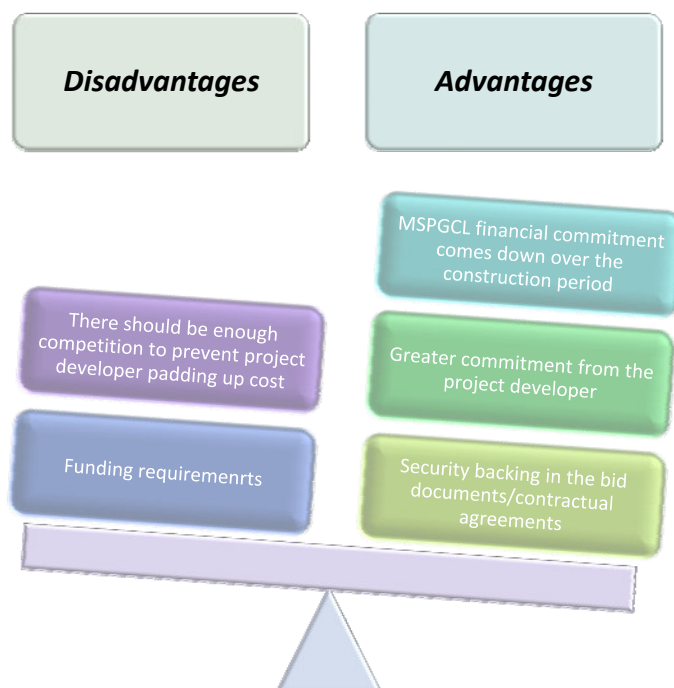 Disadvantages
Advantages
There should be enough
competition to prevent project
developer padding up cost
Funding requiremenrts
MSPGCL financial commitment
comes down over the
construction period
Greater commitment from the
project developer
Security backing in the bid
documents/contractual
agreements